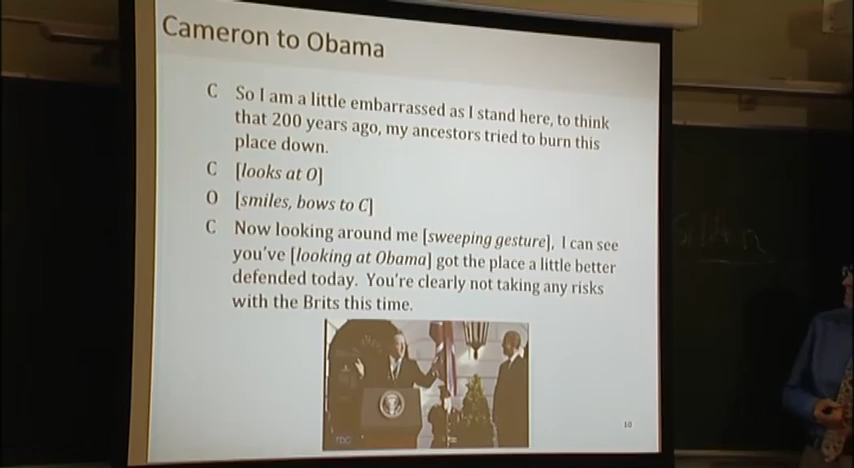 Cameron to Obama
C So I am a little embarrassed as I stand here, to think
that 200 years ago, my ancestors tried to burn this
place down.
C [looks at O]
O [smiles, bows to C]
C Now looking around me [sweeping gesture], I can see
you've [looking at Obama] got the place a little better
defended today. You're clearly not taking any risks
with the Brits this time.
10